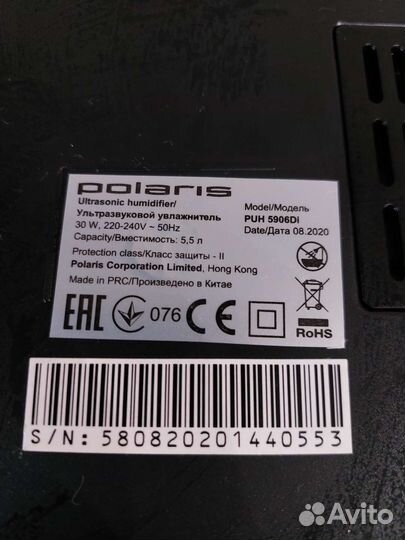 polaris
Ultrasonic humidifier/
Ультразвуковой увлажнитель
30 W, 220-240V ~ 50Hz
Capacity/Вместимость: 5,5 л
Protection class/Класс защиты - II
Polaris Corporation Limited, Hong Kong
Made in PRC/Произведено в Китае
Model/Модель
PUH 5906Di
Date/Дата 08.2020
EAC 076 CE
RoHS
S/N: 5808202014​40553
Avito